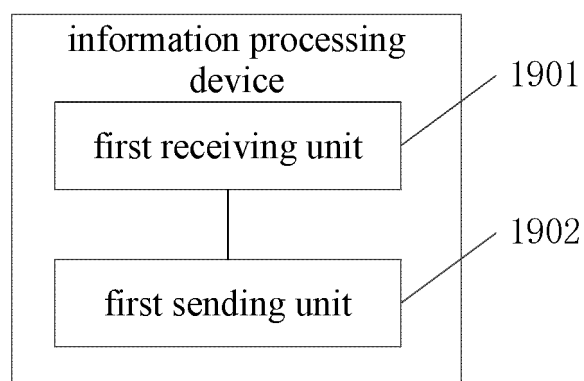 information processing
device
first receiving unit
1901
first sending unit
1902